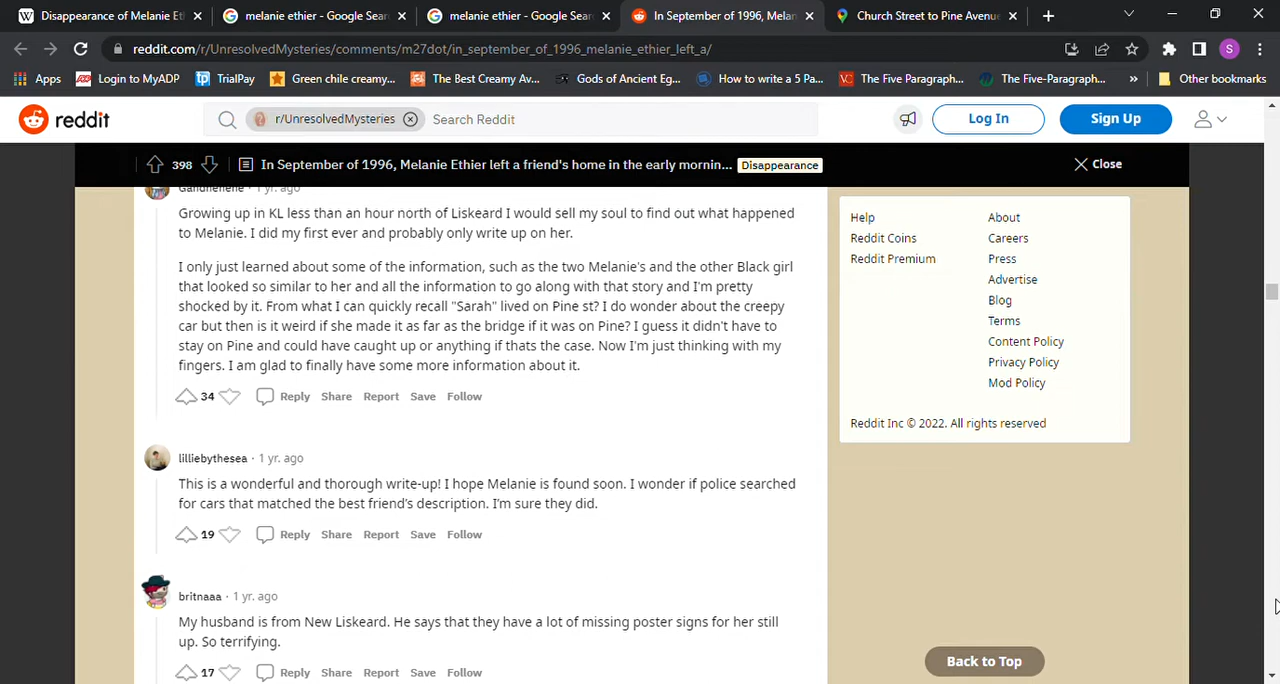 Disappearance of Melanie Et
melanie ethier - Google Sear
melanie ethier - Google Sear
In September of 1996, Melan
Church Street to Pine Avenue
reddit.com/r/UnresolvedMysteries/comments/m27dot/in_september_of_1996_melanie_ethier_left_a/
S
Apps
Login to MyADP
TrialPay
Green chile creamy...
The Best Creamy Av...
Gods of Ancient Eg...
How to write a 5 Pa...
The Five Paragraph...
The Five-Paragraph...
»
Other bookmarks
reddit
r/UnresolvedMysteries
Search Reddit
Log In
Sign Up
398
In September of 1996, Melanie Ethier left a friend's home in the early mornin...
Disappearance
Close
1 yr. ago
Growing up in KL less than an hour north of Liskeard I would sell my soul to find out what happened
to Melanie. I did my first ever and probably only write up on her.
I only just learned about some of the information, such as the two Melanie's and the other Black girl
that looked so similar to her and all the information to go along with that story and I'm pretty
shocked by it. From what I can quickly recall "Sarah" lived on Pine st? I do wonder about the creepy
car but then is it weird if she made it as far as the bridge if it was on Pine? I guess it didn't have to
stay on Pine and could have caught up or anything if thats the case. Now I'm just thinking with my
fingers. I am glad to finally have some more information about it.
34 Reply Share Report Save Follow
lilliebythesea · 1 yr. ago
This is a wonderful and thorough write-up! I hope Melanie is found soon. I wonder if police searched
for cars that matched the best friend's description. I'm sure they did.
19 Reply Share Report Save Follow
britnaaa · 1 yr. ago
My husband is from New Liskeard. He says that they have a lot of missing poster signs for her still
up. So terrifying.
17 Reply Share Report Save Follow
Help
Reddit Coins
Reddit Premium
About
Careers
Press
Advertise
Blog
Terms
Content Policy
Privacy Policy
Mod Policy
Reddit Inc © 2022. All rights reserved
Back to Top